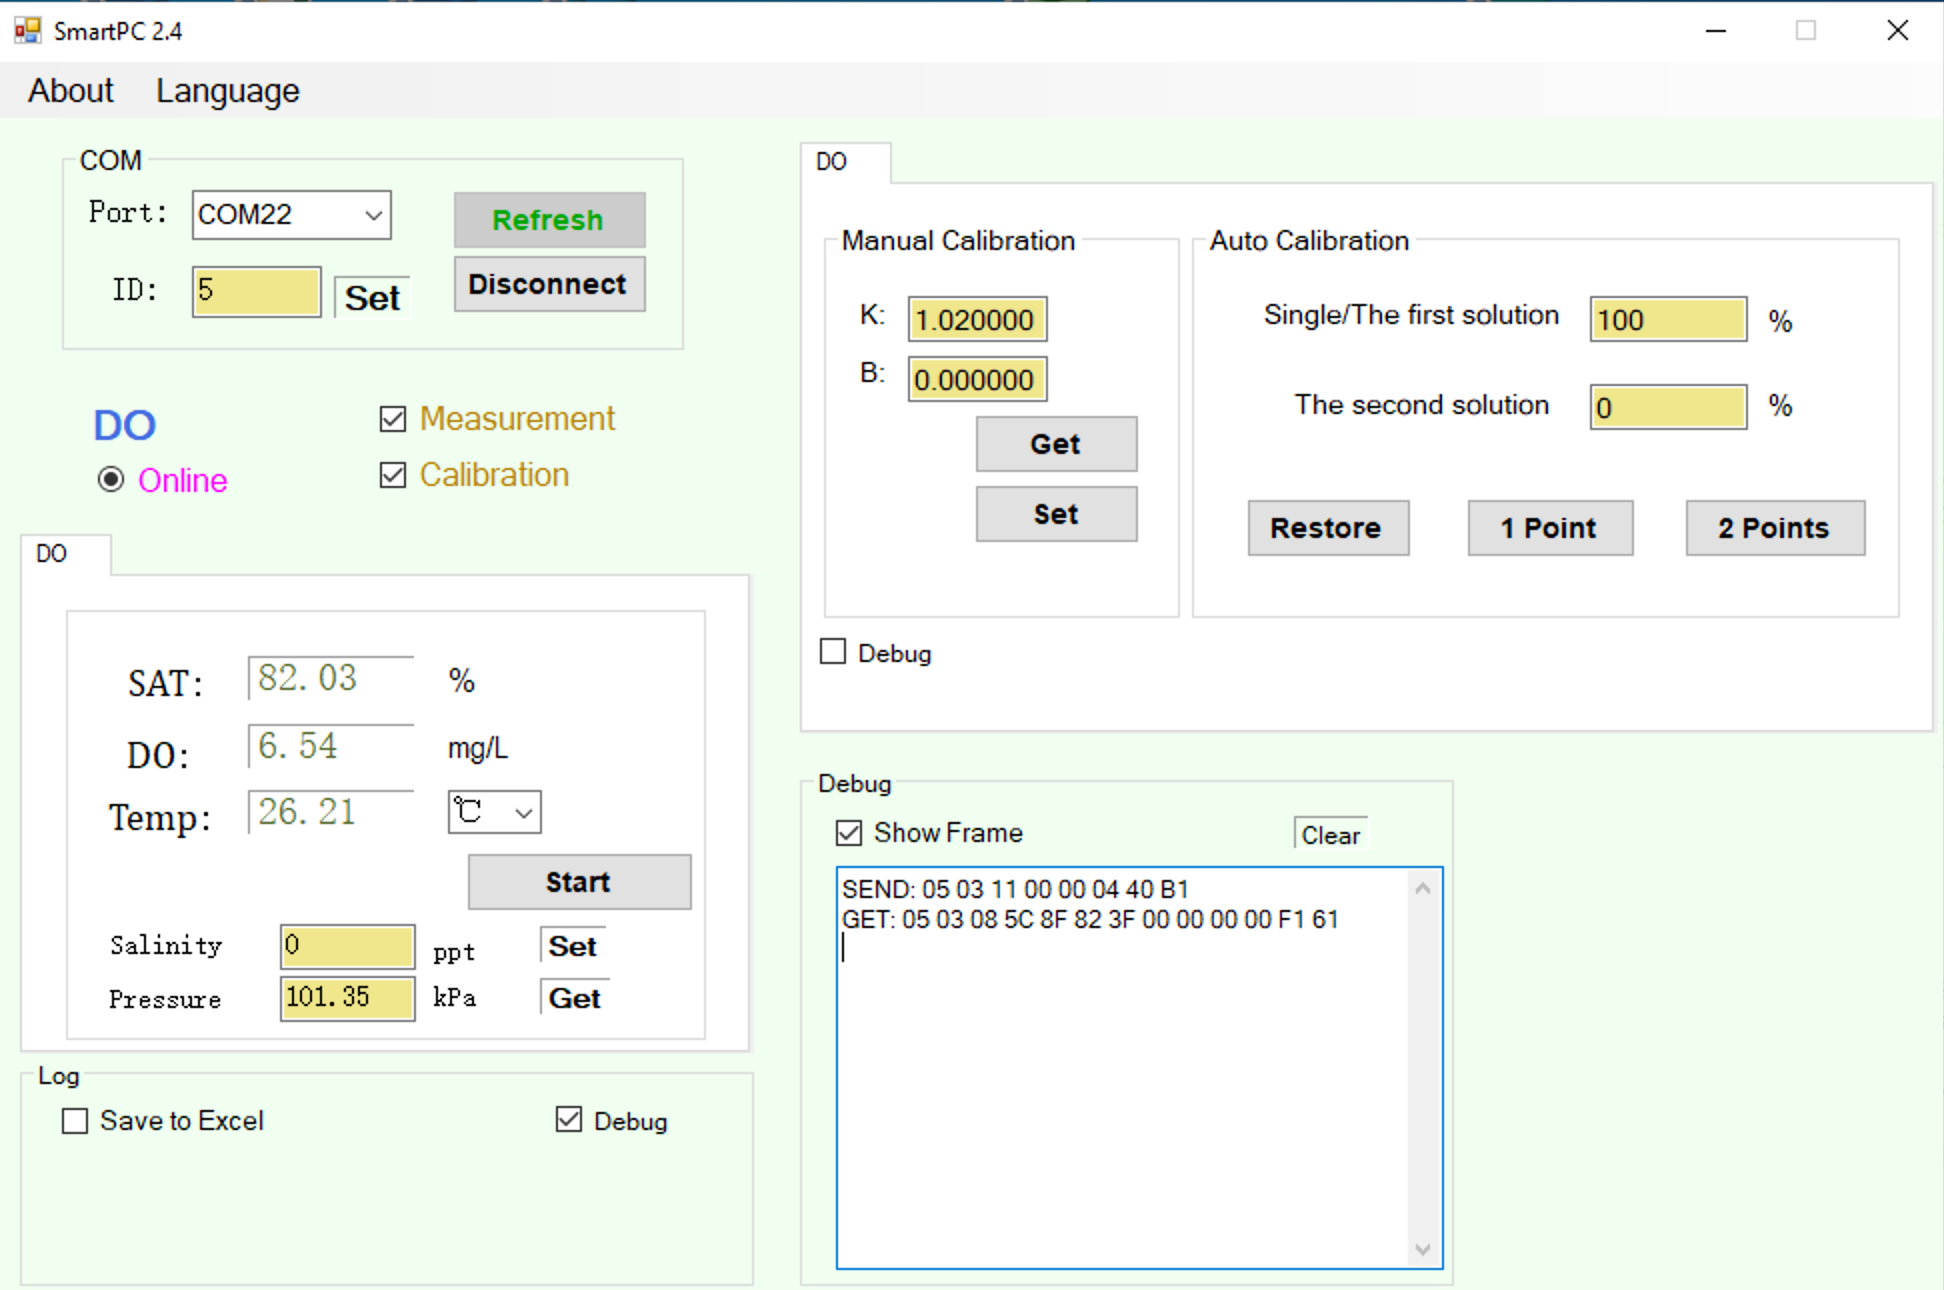 SmartPC 2.4
About Language
COM
Port: COM22 Refresh
ID: 5 Set Disconnect
DO
Online
Measurement
Calibration
DO
SAT: 82.03 %
DO: 6.54 mg/L
Temp: 26.21 ℃
Start
Salinity 0 ppt Set
Pressure 101.35 kPa Get
Log
Save to Excel Debug
DO
Manual Calibration
K: 1.020000
B: 0.000000
Get
Set
Auto Calibration
Single/The first solution 100 %
The second solution 0 %
Restore 1 Point 2 Points
Debug
Debug
Show Frame Clear
SEND: 05 03 11 00 00 04 40 B1
GET: 05 03 08 5C 8F 82 3F 00 00 00 00 F1 61